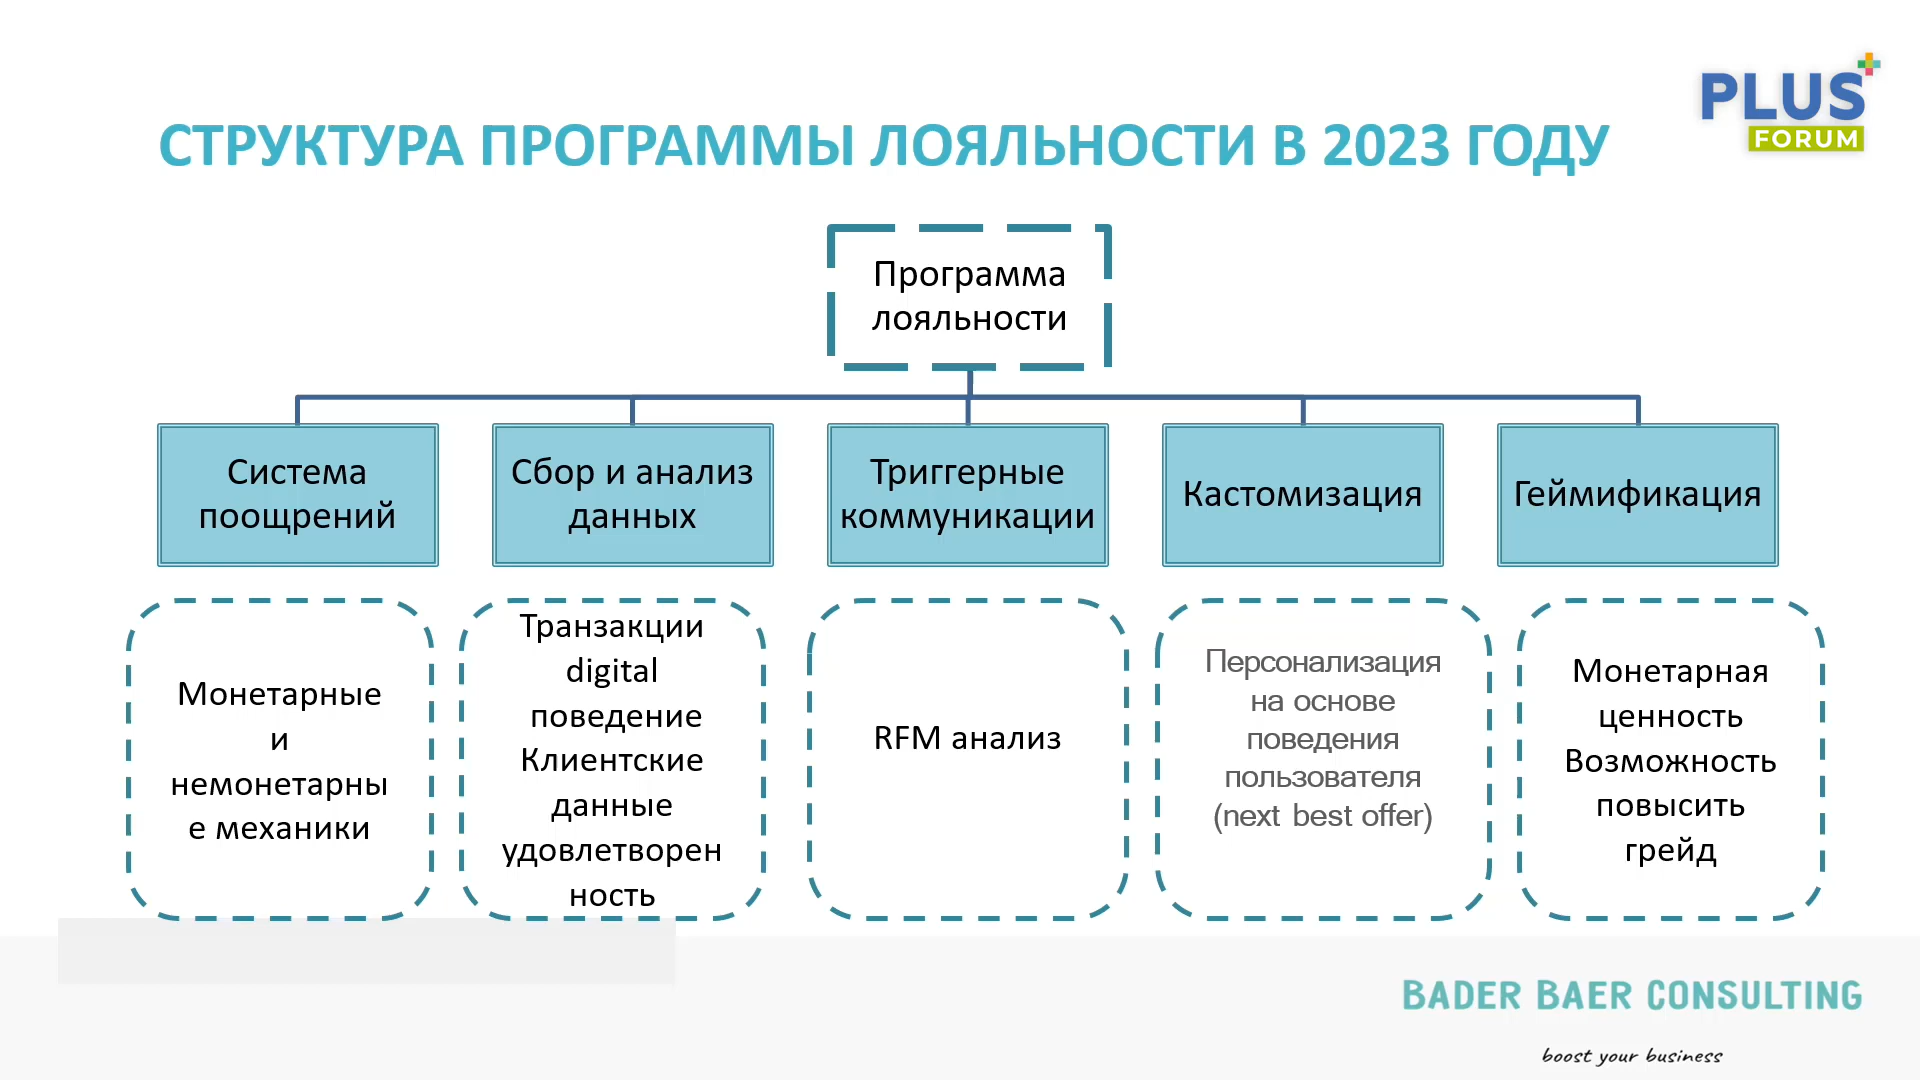 PLUS
FORUM
СТРУКТУРА ПРОГРАММЫ ЛОЯЛЬНОСТИ В 2023 ГОДУ
Программа
лояльности
Система
поощрений
Сбор и анализ
данных
Триггерные
коммуникации
Кастомизация
Геймификация
Монетарные
и
немонетарны
е механики
Транзакции
digital
поведение
Клиентские
данные
удовлетворен
ность
RFM анализ
Персонализация
на основе
поведения
пользователя
(next best offer)
Монетарная
ценность
Возможность
повысить
грейд
BADER BAER CONSULTING
boost your business